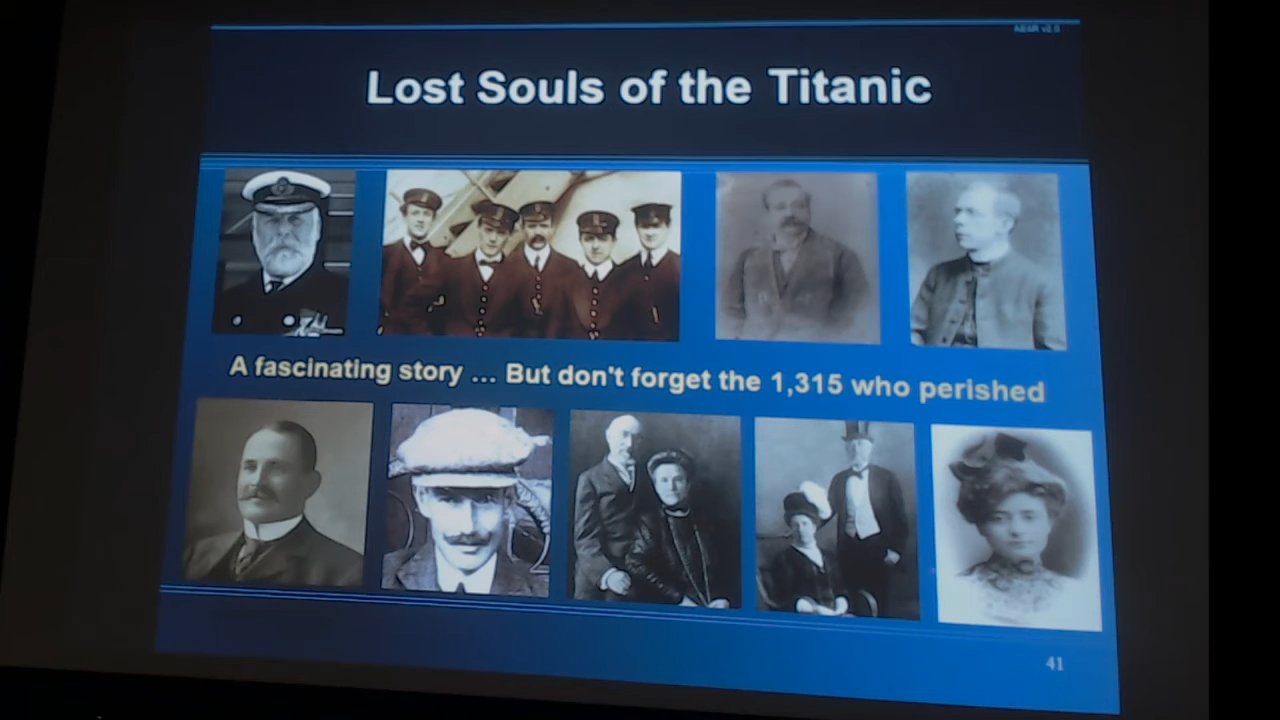 Lost Souls of the Titanic
A fascinating story ... But don't forget the 1,315 who perished
41